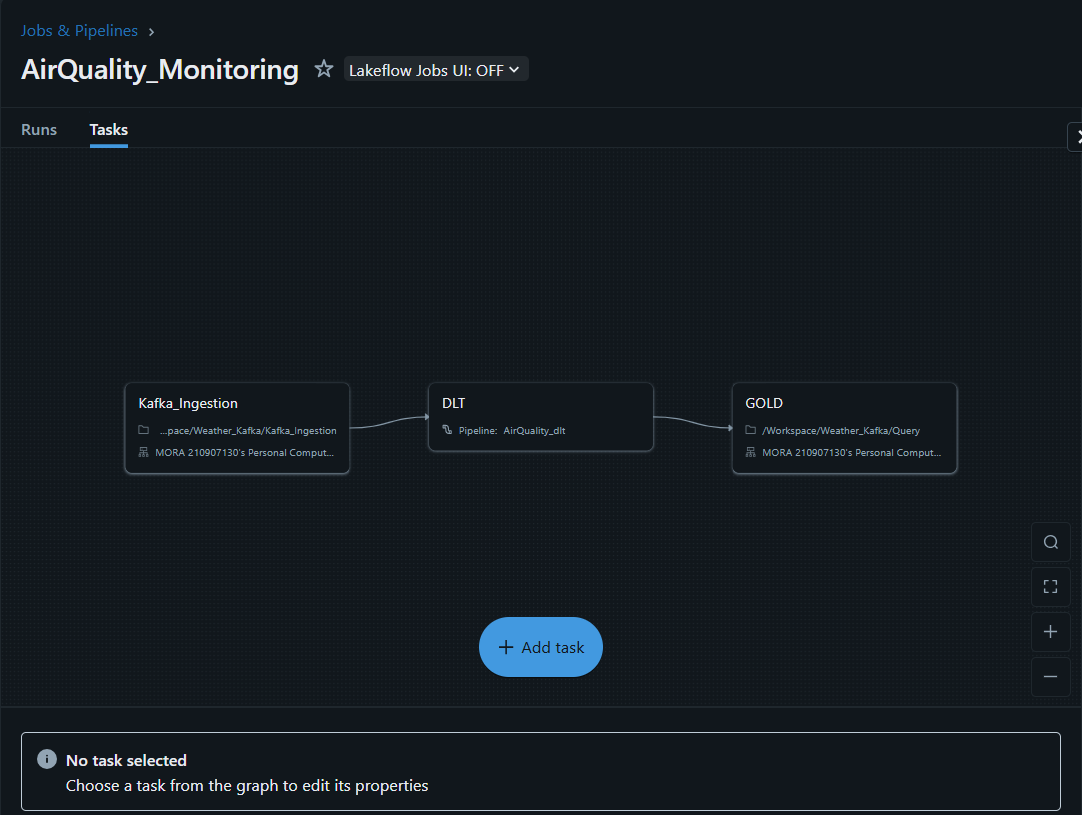 Jobs & Pipelines
AirQuality_Monitoring
Lakeflow Jobs UI: OFF
Runs
Tasks
Kafka_Ingestion
...pace/Weather_Kafka/Kafka_Ingestion
MORA 210907130's Personal Comput...
DLT
Pipeline: AirQuality_dlt
GOLD
/Workspace/Weather_Kafka/Query
MORA 210907130's Personal Comput...
+ Add task
No task selected
Choose a task from the graph to edit its properties